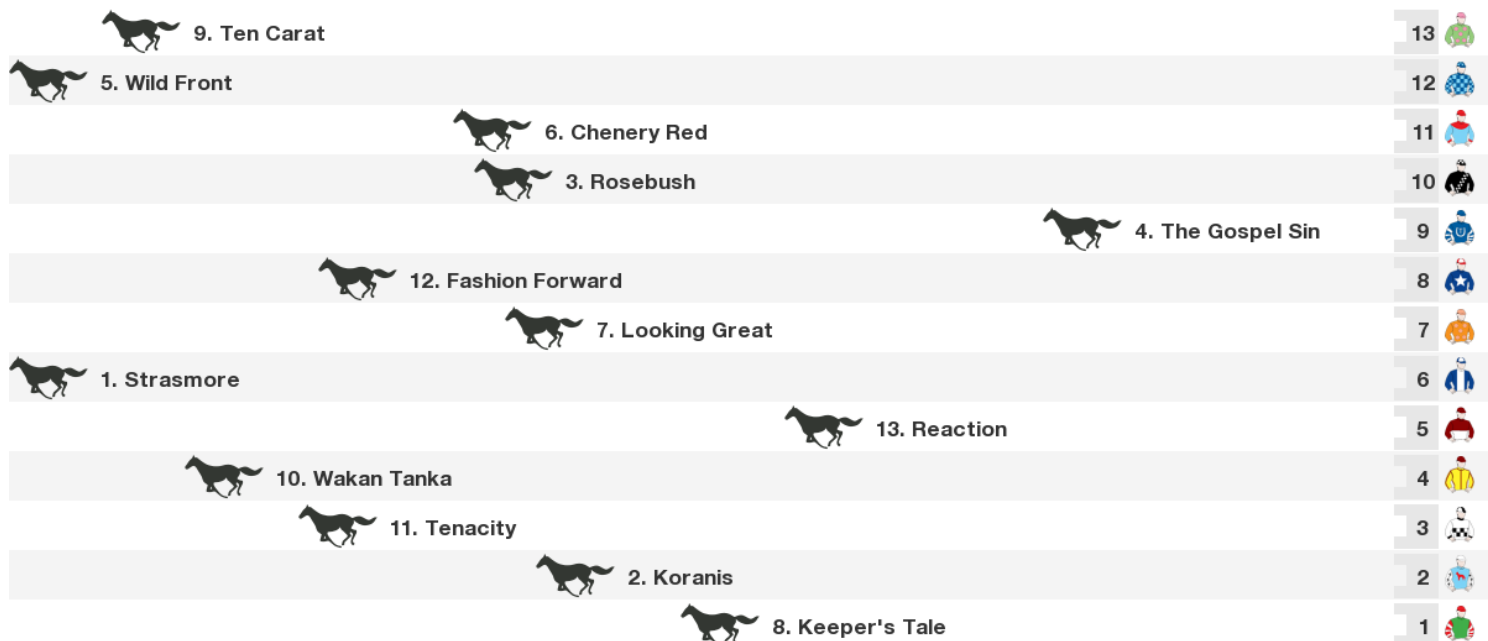 9. Ten Carat 13
5. Wild Front 12
6. Chenery Red 11
3. Rosebush 10
4. The Gospel Sin 9
12. Fashion Forward 8
7. Looking Great 7
1. Strasmore 6
13. Reaction 5
10. Wakan Tanka 4
11. Tenacity 3
2. Koranis 2
8. Keeper's Tale 1